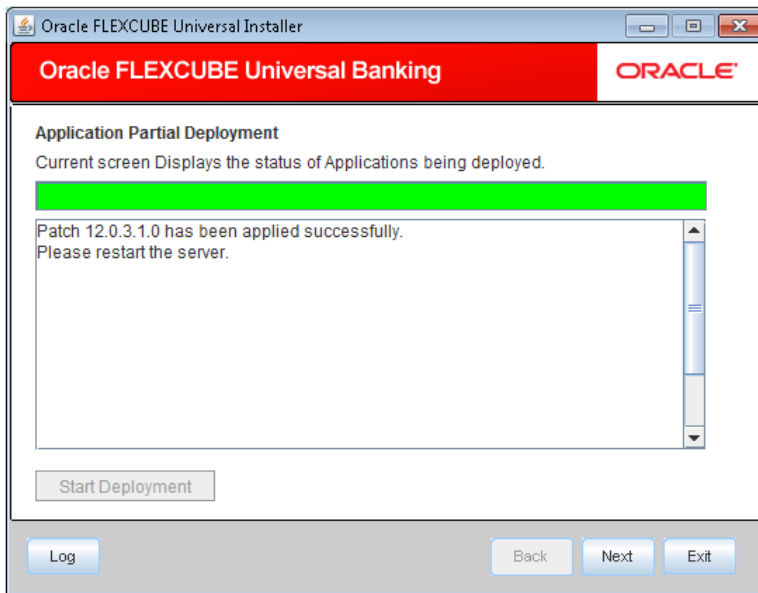 Oracle FLEXCUBE Universal Installer
Oracle FLEXCUBE Universal Banking
ORACLE
Application Partial Deployment
Current screen Displays the status of Applications being deployed.
Patch 12.0.3.1.0 has been applied successfully.
Please restart the server.
Start Deployment
Log
Back
Next
Exit